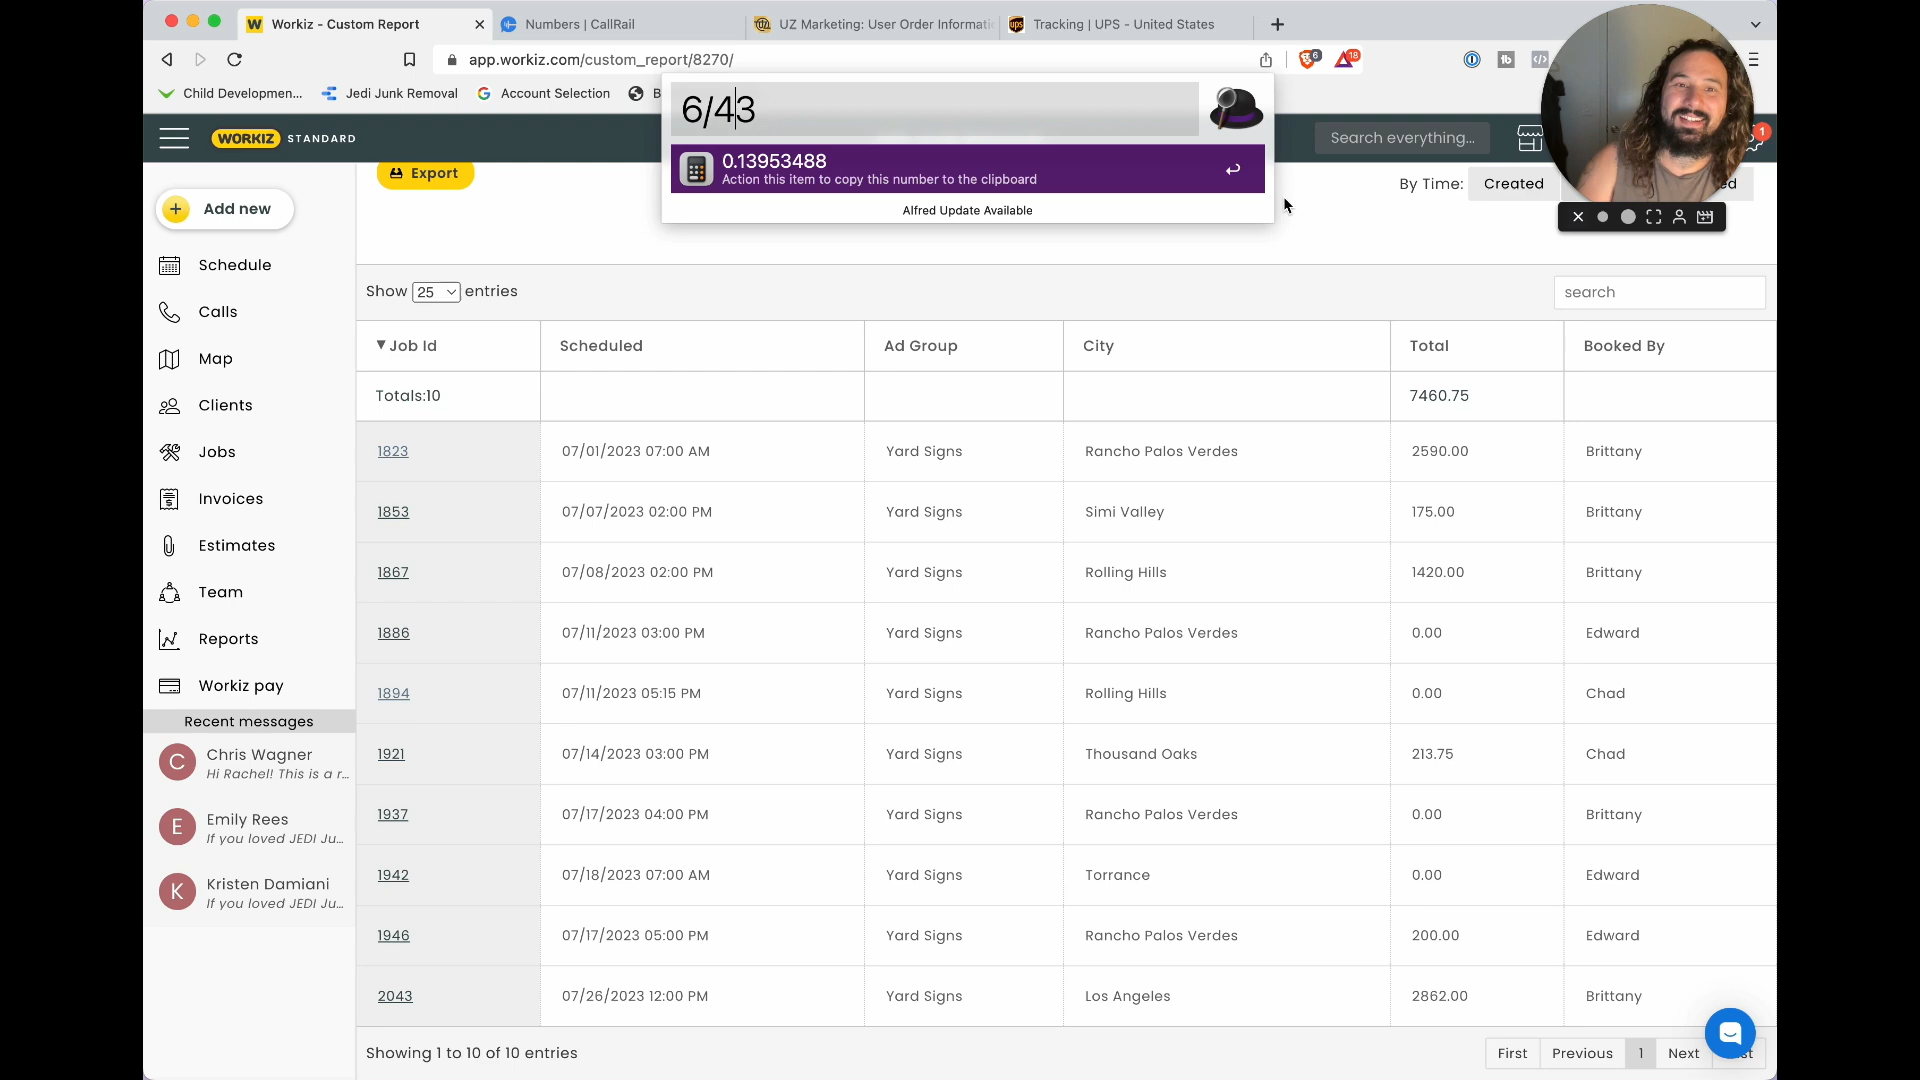 Workiz - Custom Report
Numbers | CallRail
UZ Marketing: User Order Informati
Tracking | UPS - United States
app.workiz.com/custom_report/8270/
6
18
Child Developmen...
Jedi Junk Removal
Account Selection
B
6/43
0.13953488
Action this item to copy this number to the clipboard
Alfred Update Available
WORKIZ STANDARD
Search everything...
1
Export
By Time:
Created
ed
Add new
Schedule
Calls
Map
Clients
Jobs
Invoices
Estimates
Team
Reports
Workiz pay
Recent messages
C
Chris Wagner
Hi Rachel! This is a r...
E
Emily Rees
If you loved JEDI Ju...
K
Kristen Damiani
If you loved JEDI Ju...
Show 25 entries
search
Job Id Scheduled Ad Group City Total Booked By
Totals:10 7460.75
1823 07/01/2023 07:00 AM Yard Signs Rancho Palos Verdes 2590.00 Brittany
1853 07/07/2023 02:00 PM Yard Signs Simi Valley 175.00 Brittany
1867 07/08/2023 02:00 PM Yard Signs Rolling Hills 1420.00 Brittany
1886 07/11/2023 03:00 PM Yard Signs Rancho Palos Verdes 0.00 Edward
1894 07/11/2023 05:15 PM Yard Signs Rolling Hills 0.00 Chad
1921 07/14/2023 03:00 PM Yard Signs Thousand Oaks 213.75 Chad
1937 07/17/2023 04:00 PM Yard Signs Rancho Palos Verdes 0.00 Brittany
1942 07/18/2023 07:00 AM Yard Signs Torrance 0.00 Edward
1946 07/17/2023 05:00 PM Yard Signs Rancho Palos Verdes 200.00 Edward
2043 07/26/2023 12:00 PM Yard Signs Los Angeles 2862.00 Brittany
Showing 1 to 10 of 10 entries
First Previous 1 Next